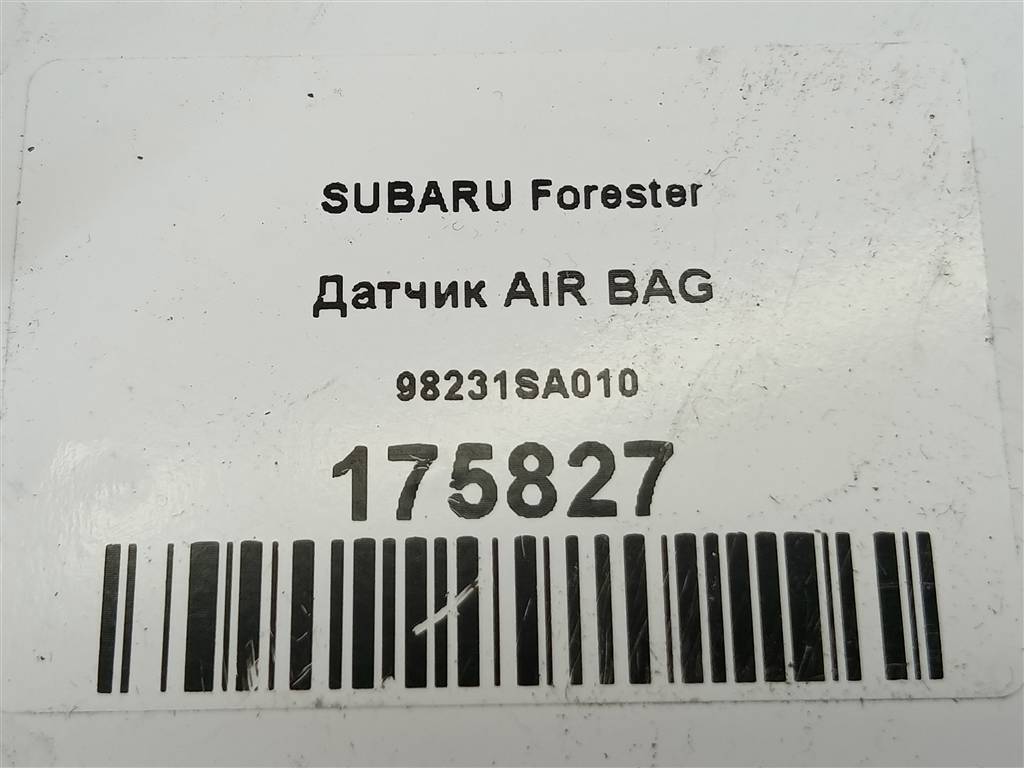 SUBARU Forester
Датчик AIR BAG
98231SA010
175827